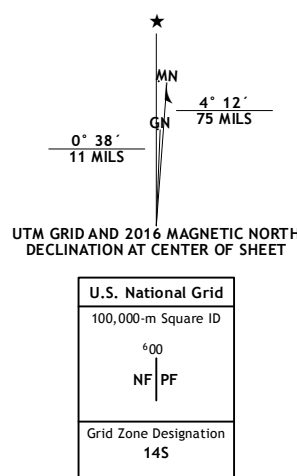 ★
MN
GN
4° 12´
75 MILS
0° 38´
11 MILS
UTM GRID AND 2016 MAGNETIC NORTH
DECLINATION AT CENTER OF SHEET
U.S. National Grid
100,000-m Square ID
⁶00
NF PF
Grid Zone Designation
14S